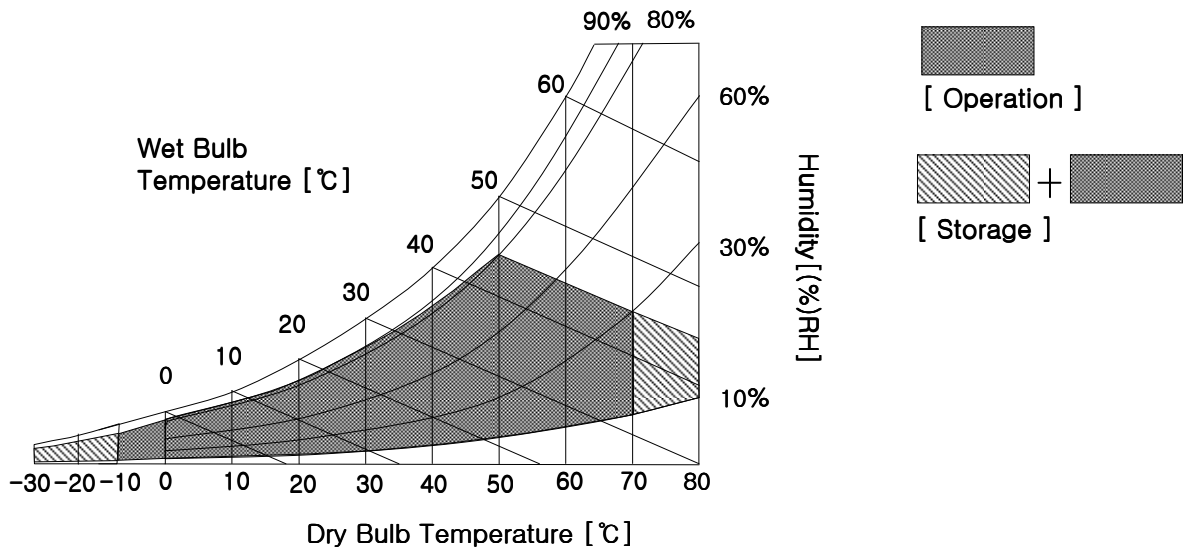 90% 80%
60
60%
[ Operation ]
Wet Bulb
Temperature [℃]
50
Humidity[(%)RH]
[ Storage ]
40
30%
30
20
10
0
10%
-30 -20 -10 0 10 20 30 40 50 60 70 80
Dry Bulb Temperature [℃]